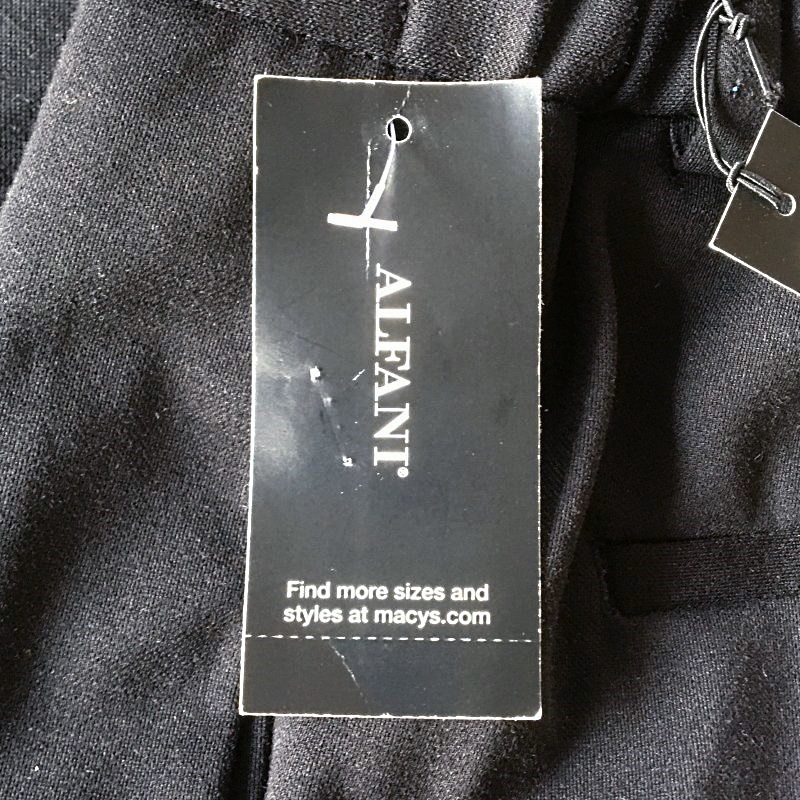 ALFANI®
Find more sizes and
styles at macys.com